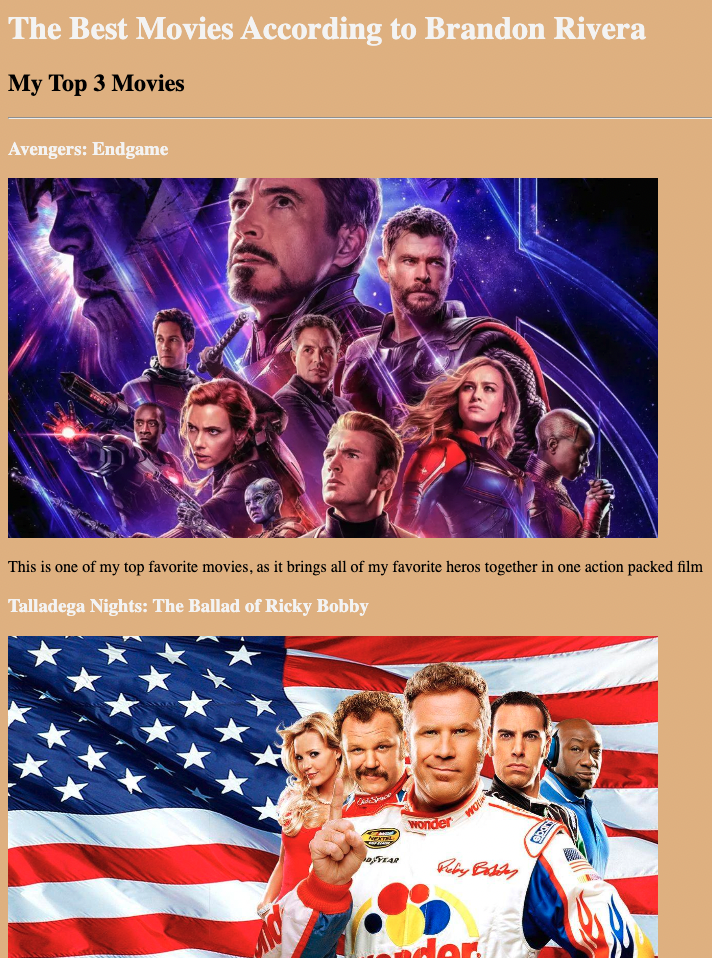 The Best Movies According to Brandon Rivera
My Top 3 Movies
Avengers: Endgame
This is one of my top favorite movies, as it brings all of my favorite heros together in one action packed film
Talladega Nights: The Ballad of Ricky Bobby
wonder
Ricky Bobby
wonder